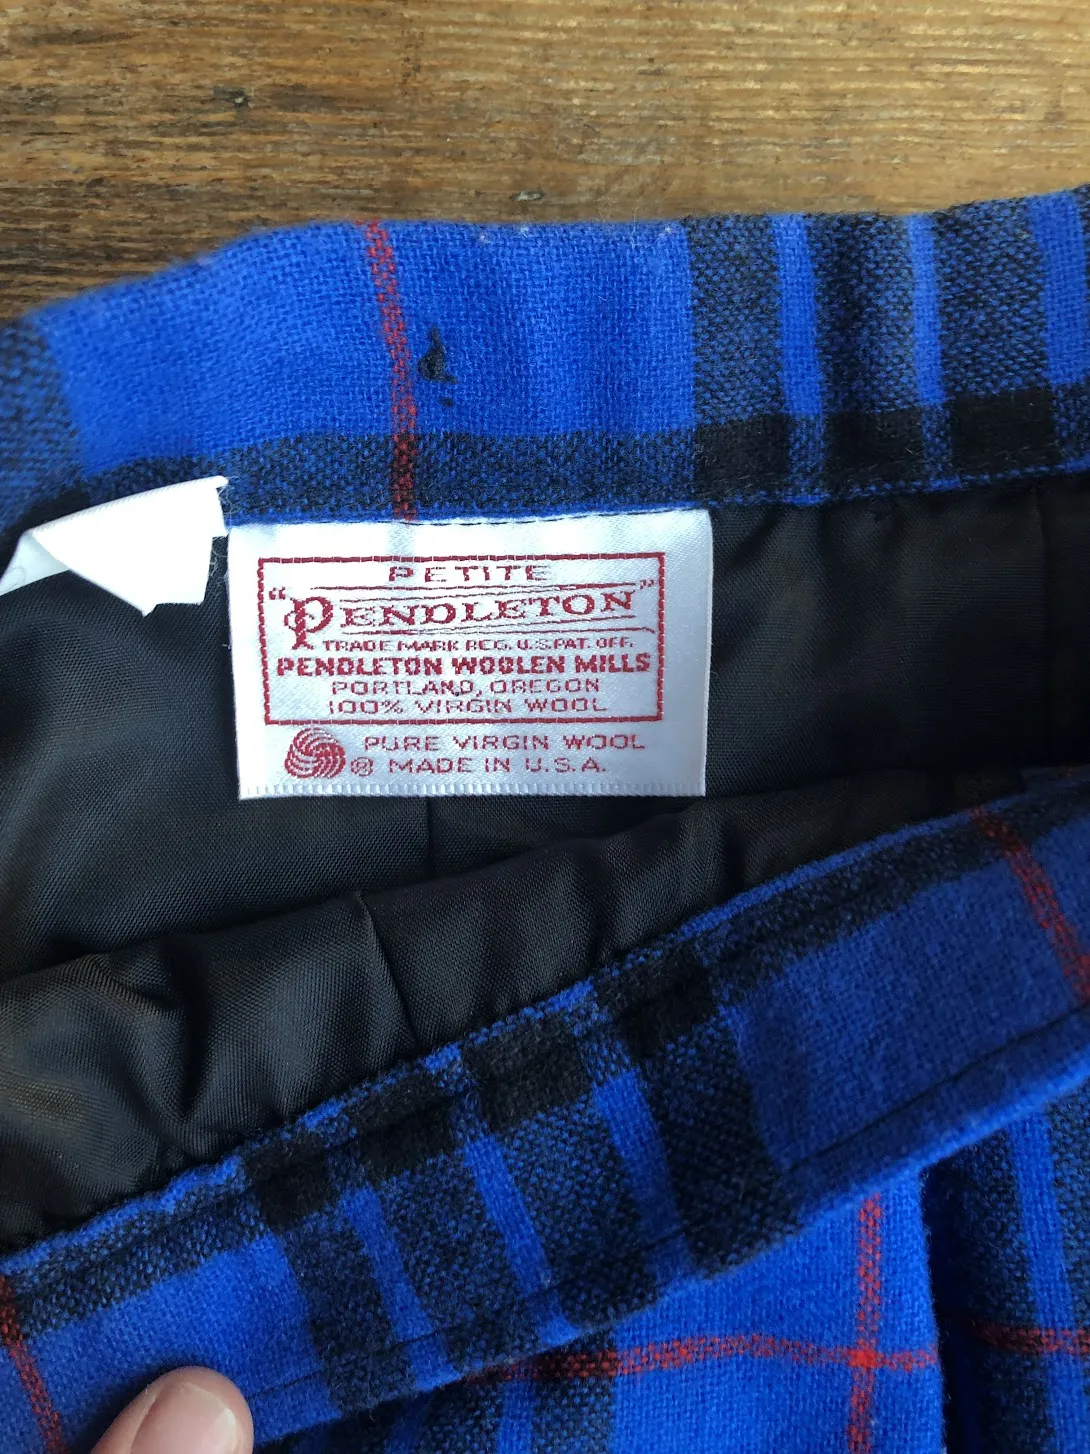 PETITE
"PENDLETON"
TRADE MARK REG. U.S. PAT. OFF.
PENDLETON WOOLEN MILLS
PORTLAND, OREGON
100% VIRGIN WOOL
PURE VIRGIN WOOL
® MADE IN U.S.A.